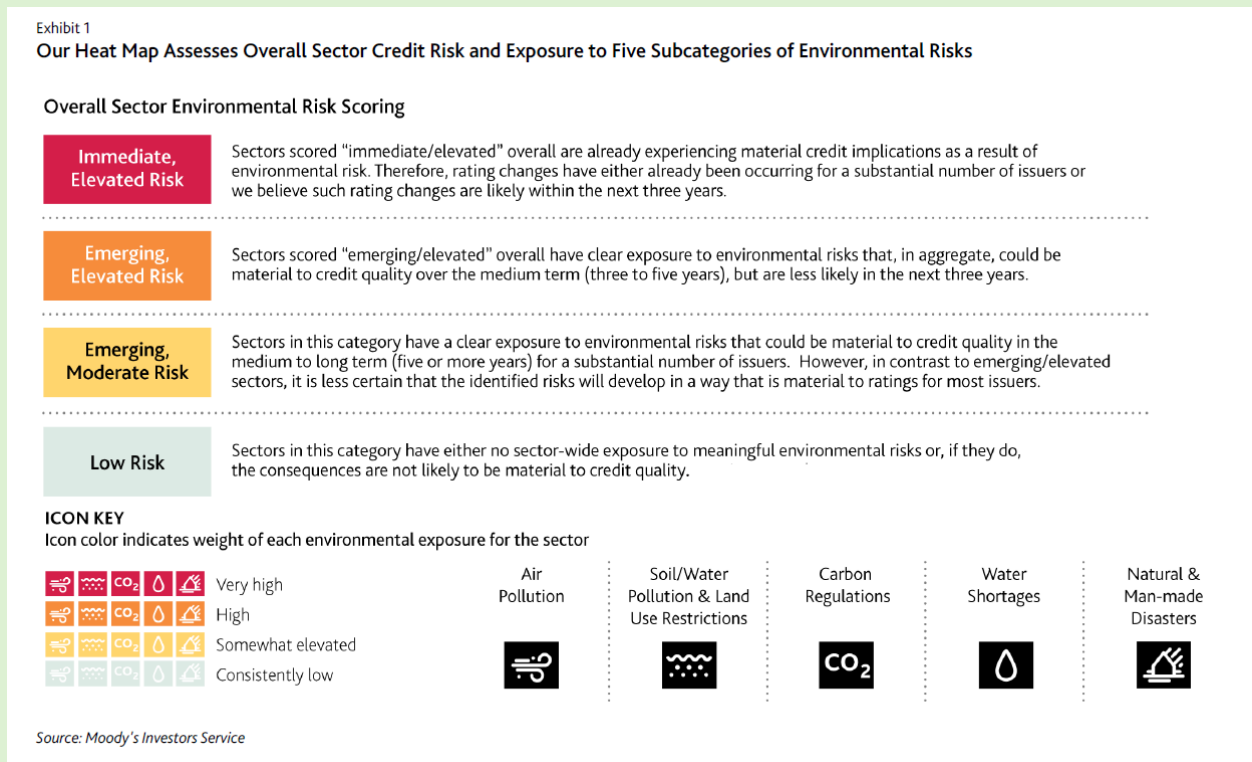 Exhibit 1
Our Heat Map Assesses Overall Sector Credit Risk and Exposure to Five Subcategories of Environmental Risks
Overall Sector Environmental Risk Scoring
Immediate,
Elevated Risk
Sectors scored “immediate/elevated” overall are already experiencing material credit implications as a result of
environmental risk. Therefore, rating changes have either already been occurring for a substantial number of issuers or
we believe such rating changes are likely within the next three years.
Emerging,
Elevated Risk
Sectors scored “emerging/elevated” overall have clear exposure to environmental risks that, in aggregate, could be
material to credit quality over the medium term (three to five years), but are less likely in the next three years.
Emerging,
Moderate Risk
Sectors in this category have a clear exposure to environmental risks that could be material to credit quality in the
medium to long term (five or more years) for a substantial number of issuers. However, in contrast to emerging/elevated
sectors, it is less certain that the identified risks will develop in a way that is material to ratings for most issuers.
Low Risk
Sectors in this category have either no sector-wide exposure to meaningful environmental risks or, if they do,
the consequences are not likely to be material to credit quality.
ICON KEY
Icon color indicates weight of each environmental exposure for the sector
CO₂ Very high
CO₂ High
CO₂ Somewhat elevated
CO₂ Consistently low
Air
Pollution
Soil/Water
Pollution & Land
Use Restrictions
Carbon
Regulations
CO₂
Water
Shortages
Natural &
Man-made
Disasters
Source: Moody's Investors Service